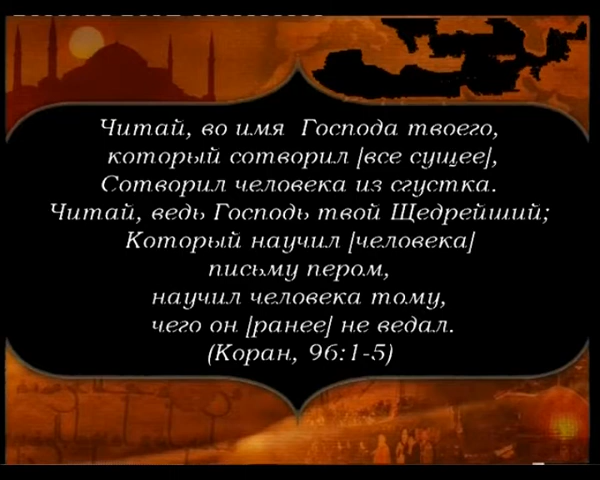 Читай, во имя Господа твоего,
который сотворил [все сущее],
Сотворил человека из сгустка.
Читай, ведь Господь твой Щедрейший;
Который научил [человека]
письму пером,
научил человека тому,
чего он [ранее] не ведал.
(Коран, 96:1-5)